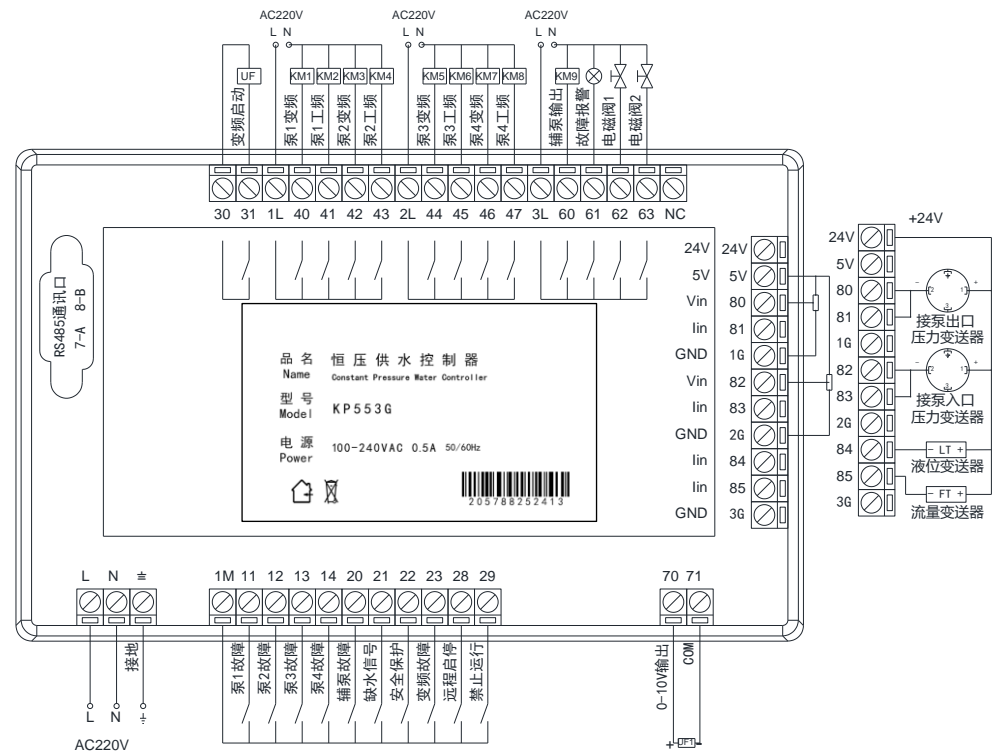 AC220V AC220V AC220V
L N L N L N
UF KM1 KM2 KM3 KM4 KM5 KM6 KM7 KM8 KM9
变频启动
泵1变频
泵1工频
泵2变频
泵2工频
泵3变频
泵3工频
泵4变频
泵4工频
辅泵输出
故障报警
电磁阀1
电磁阀2
30 31 1L 40 41 42 43 2L 44 45 46 47 3L 60 61 62 63 NC
RS485通讯口
7-A 8-B
24V 24V
5V 5V
Vin 80
Iin 81
GND 1G
Vin 82
Iin 83
GND 2G
Iin 84
Iin 85
GND 3G
+24V
24V
5V
80
81
1G
82
83
2G
84
85
3G
- 2 1 + 3
接泵出口
压力变送器
- 2 1 + 3
接泵入口
压力变送器
- LT +
液位变送器
- FT +
流量变送器
品名 恒压供水控制器
Name Constant Pressure Water Controller
型号
Model KP553G
电源
Power 100-240VAC 0.5A 50/60Hz
205788252413
L N
1M 11 12 13 14 20 21 22 23 28 29
70 71
接地
L N
AC220V
泵1故障
泵2故障
泵3故障
泵4故障
辅泵故障
缺水信号
安全保护
变频故障
远程启停
禁止运行
0-10V输出
COM
+ UF1 -